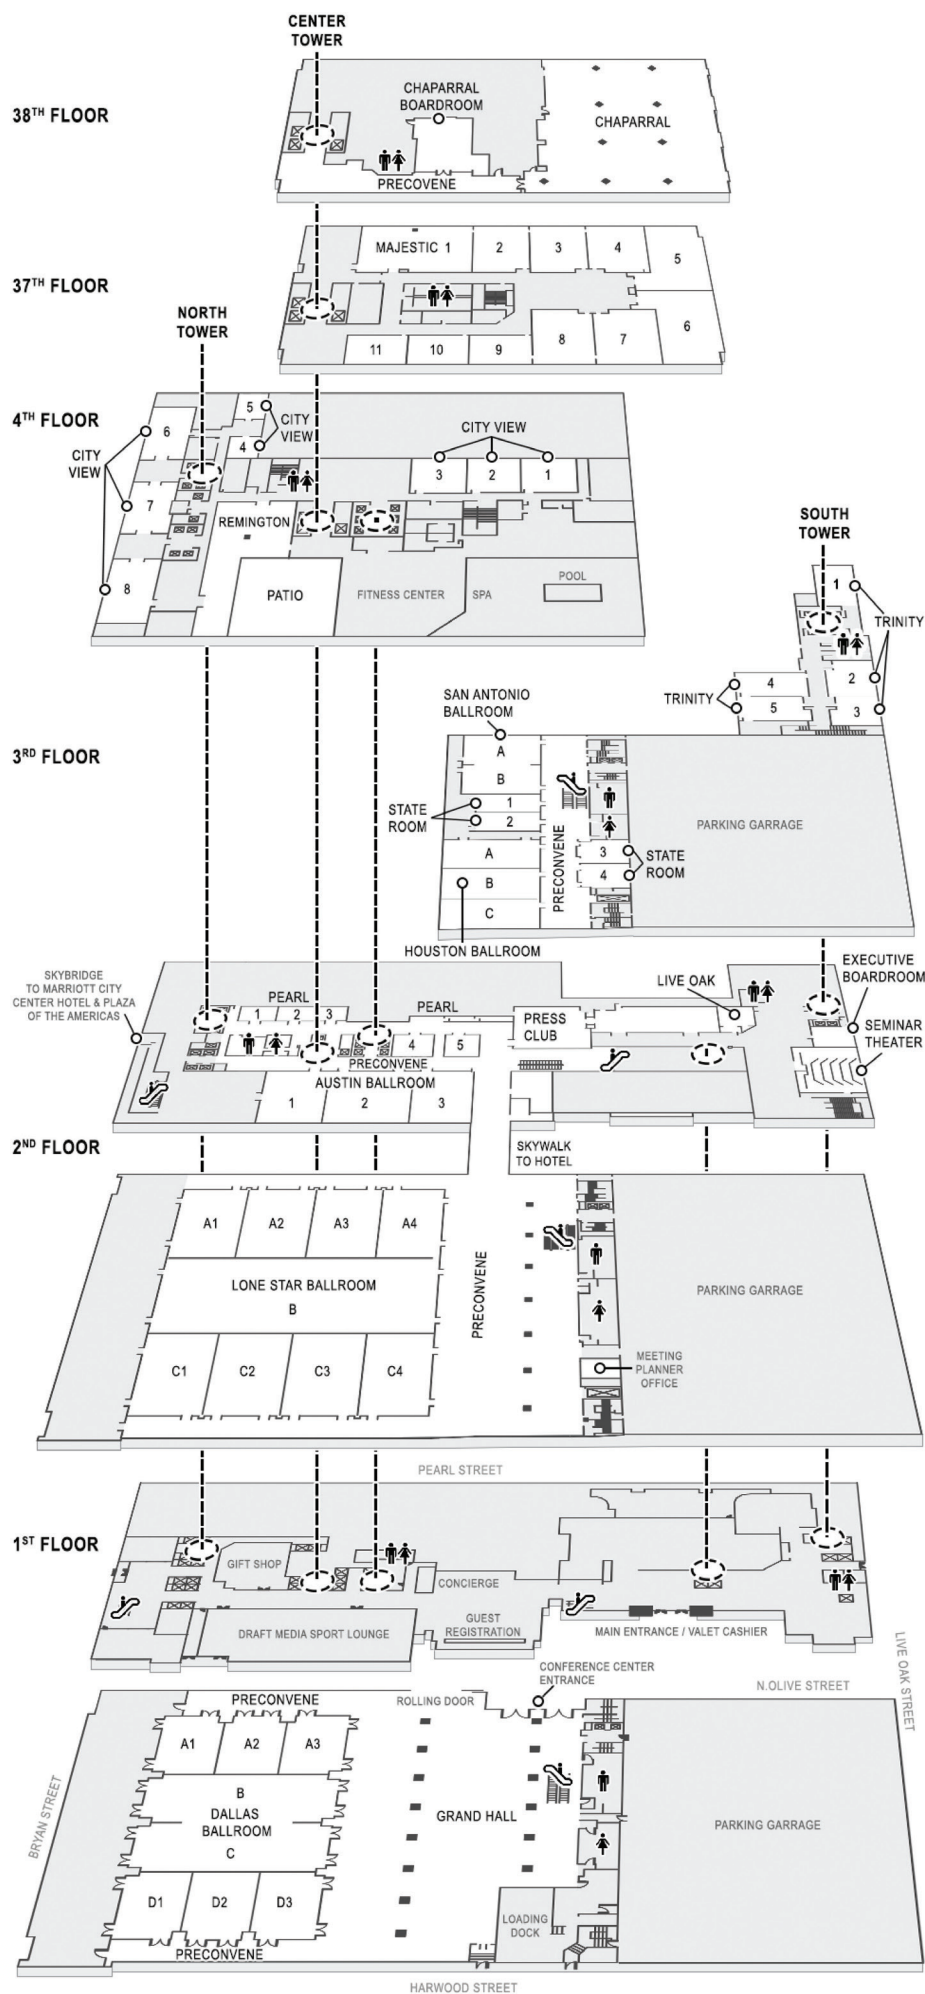 CENTER
TOWER
38TH FLOOR
CHAPARRAL
BOARDROOM
CHAPARRAL
PRECOVENE
37TH FLOOR
MAJESTIC 1
2
3
4
5
6
7
8
9
10
11
NORTH
TOWER
4TH FLOOR
5
4
CITY
VIEW
6
7
8
CITY
VIEW
CITY VIEW
3
2
1
REMINGTON
PATIO
FITNESS CENTER
SPA
POOL
SOUTH
TOWER
1
TRINITY
2
3
4
5
TRINITY
3RD FLOOR
SAN ANTONIO
BALLROOM
A
B
1
2
STATE
ROOM
A
B
C
HOUSTON BALLROOM
PRECONVENE
3
4
STATE
ROOM
PARKING GARRAGE
SKYBRIDGE
TO MARRIOTT CITY
CENTER HOTEL & PLAZA
OF THE AMERICAS
PEARL
1
2
3
PEARL
4
5
PRECONVENE
AUSTIN BALLROOM
1
2
3
PRESS
CLUB
LIVE OAK
EXECUTIVE
BOARDROOM
SEMINAR
THEATER
2ND FLOOR
SKYWALK
TO HOTEL
A1
A2
A3
A4
LONE STAR BALLROOM
B
C1
C2
C3
C4
PRECONVENE
MEETING
PLANNER
OFFICE
PARKING GARRAGE
PEARL STREET
1ST FLOOR
GIFT SHOP
CONCIERGE
DRAFT MEDIA SPORT LOUNGE
GUEST
REGISTRATION
MAIN ENTRANCE / VALET CASHIER
LIVE OAK STREET
N.OLIVE STREET
CONFERENCE CENTER
ENTRANCE
ROLLING DOOR
PRECONVENE
A1
A2
A3
B
DALLAS
BALLROOM
C
D1
D2
D3
PRECONVENE
BRYAN STREET
GRAND HALL
LOADING
DOCK
PARKING GARRAGE
HARWOOD STREET